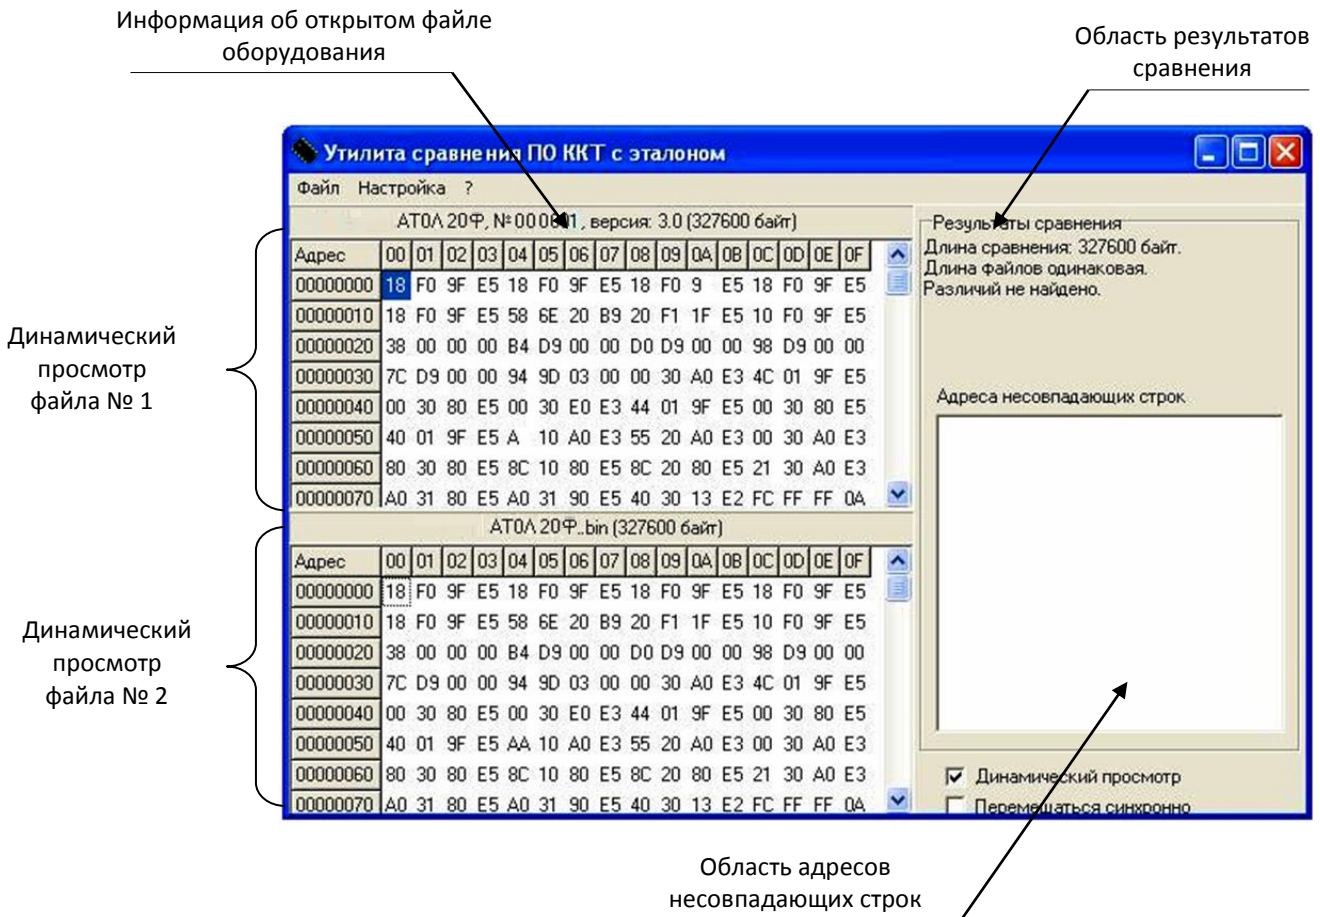 Информация об открытом файле
оборудования
Область результатов
сравнения
Утилита сравнения ПО ККТ с эталоном
Файл Настройка ?
АТОЛ 20Ф, № 000001, версия: 3.0 (327600 байт)
Адрес 00 01 02 03 04 05 06 07 08 09 0A 0B 0C 0D 0E 0F
00000000 18 F0 9F E5 18 F0 9F E5 18 F0 9 E5 18 F0 9F E5
00000010 18 F0 9F E5 58 6E 20 B9 20 F1 1F E5 10 F0 9F E5
00000020 38 00 00 00 B4 D9 00 00 D0 D9 00 00 98 D9 00 00
00000030 7C D9 00 00 94 9D 03 00 00 30 A0 E3 4C 01 9F E5
00000040 00 30 80 E5 00 30 E0 E3 44 01 9F E5 00 30 80 E5
00000050 40 01 9F E5 A 10 A0 E3 55 20 A0 E3 00 30 A0 E3
00000060 80 30 80 E5 8C 10 80 E5 8C 20 80 E5 21 30 A0 E3
00000070 A0 31 80 E5 A0 31 90 E5 40 30 13 E2 FC FF FF 0A
Динамический
просмотр
файла № 1
АТОЛ 20Ф..bin (327600 байт)
Адрес 00 01 02 03 04 05 06 07 08 09 0A 0B 0C 0D 0E 0F
00000000 18 F0 9F E5 18 F0 9F E5 18 F0 9F E5 18 F0 9F E5
00000010 18 F0 9F E5 58 6E 20 B9 20 F1 1F E5 10 F0 9F E5
00000020 38 00 00 00 B4 D9 00 00 D0 D9 00 00 98 D9 00 00
00000030 7C D9 00 00 94 9D 03 00 00 30 A0 E3 4C 01 9F E5
00000040 00 30 80 E5 00 30 E0 E3 44 01 9F E5 00 30 80 E5
00000050 40 01 9F E5 AA 10 A0 E3 55 20 A0 E3 00 30 A0 E3
00000060 80 30 80 E5 8C 10 80 E5 8C 20 80 E5 21 30 A0 E3
00000070 A0 31 80 E5 A0 31 90 E5 40 30 13 E2 FC FF FF 0A
Динамический
просмотр
файла № 2
Результаты сравнения
Длина сравнения: 327600 байт.
Длина файлов одинаковая.
Различий не найдено.
Адреса несовпадающих строк
Динамический просмотр
Перемещаться синхронно
Область адресов
несовпадающих строк